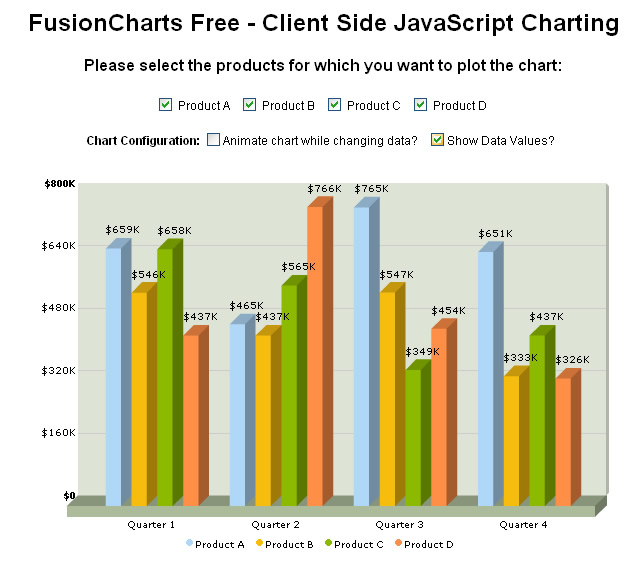 FusionCharts Free - Client Side JavaScript Charting
Please select the products for which you want to plot the chart:
Product A Product B Product C Product D
Chart Configuration: Animate chart while changing data? Show Data Values?
$800K
$640K
$480K
$320K
$160K
$0
$659K $546K $658K $437K
$465K $437K $565K $766K
$765K $547K $349K $454K
$651K $333K $437K $326K
Quarter 1 Quarter 2 Quarter 3 Quarter 4
Product A Product B Product C Product D